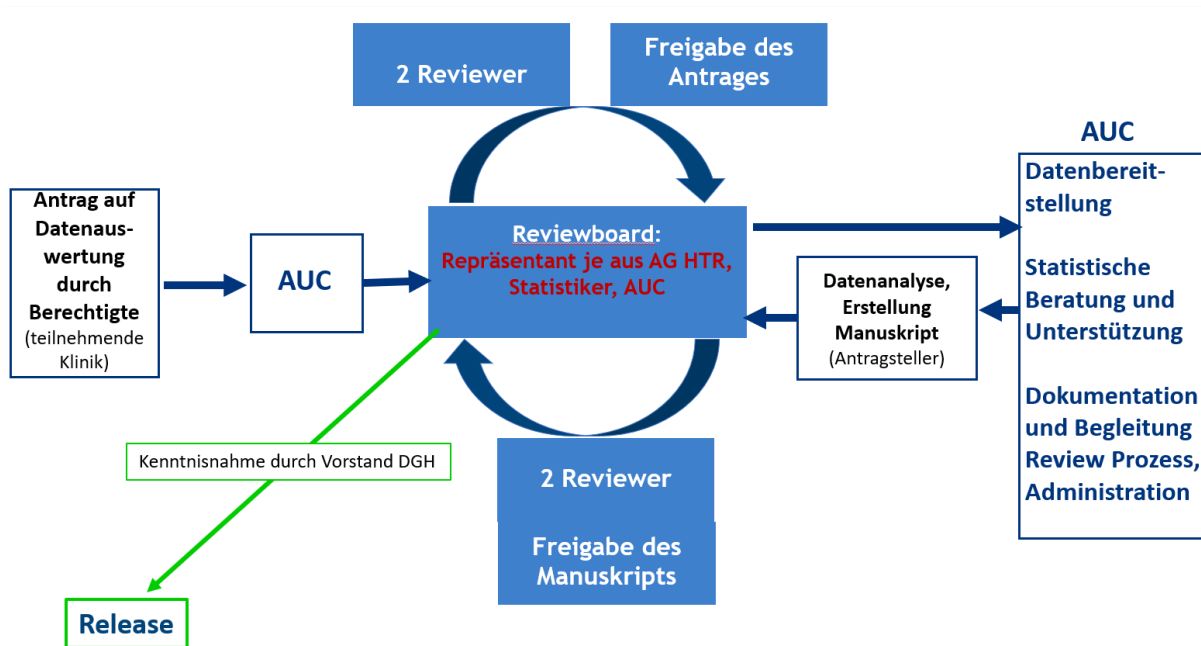 2 Reviewer
Freigabe des
Antrages
Antrag auf
Datenaus-
wertung
durch
Berechtigte
(teilnehmende
Klinik)
AUC
Reviewboard:
Repräsentant je aus AG HTR,
Statistiker, AUC
AUC
Datenbereit-
stellung
Statistische
Beratung und
Unterstützung
Dokumentation
und Begleitung
Review Prozess,
Administration
Datenanalyse,
Erstellung
Manuskript
(Antragsteller)
2 Reviewer
Freigabe des
Manuskripts
Kenntnisnahme durch Vorstand DGH
Release